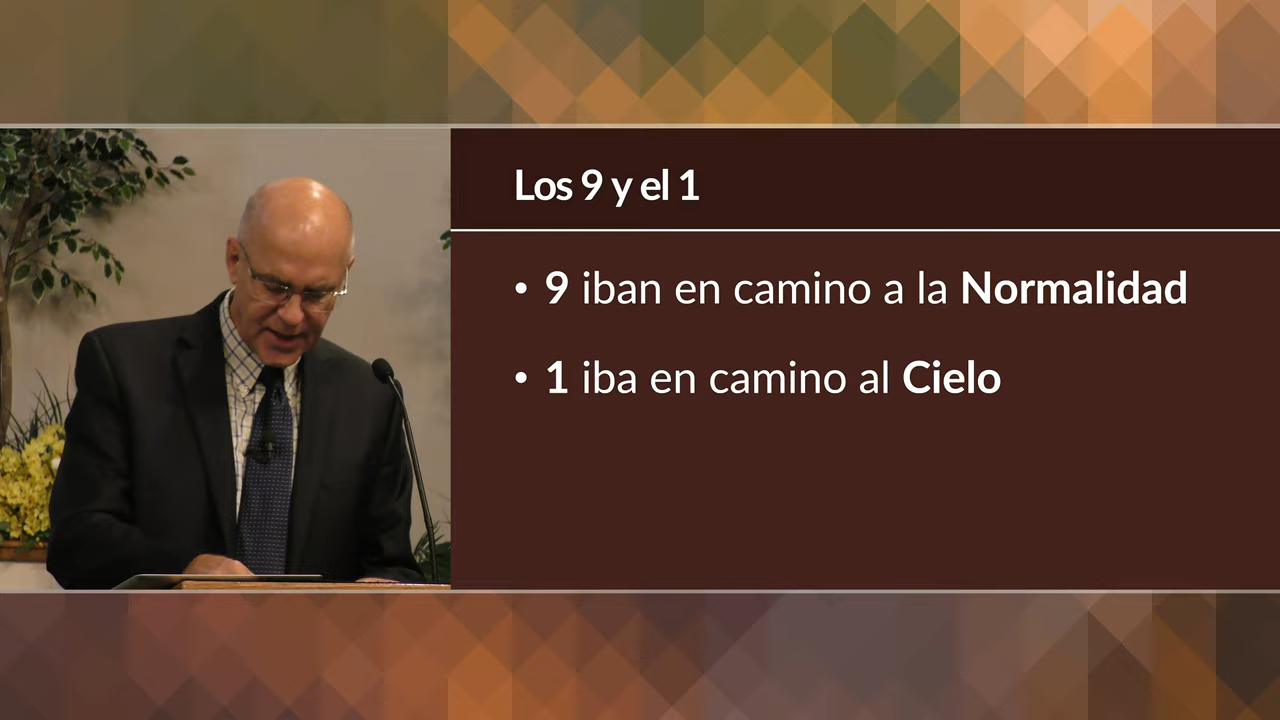 Los 9 y el 1
• 9 iban en camino a la Normalidad
• 1 iba en camino al Cielo